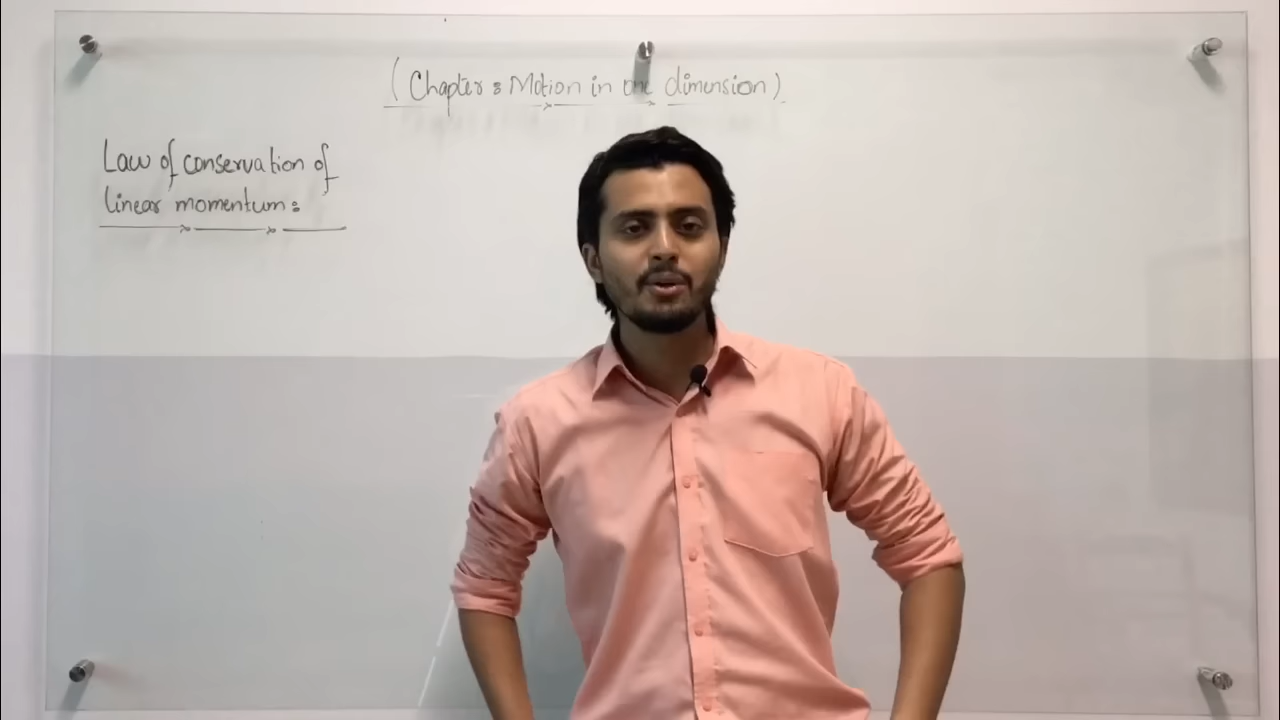 (Chapter : Motion in one dimension)
Law of conservation of
linear momentum :